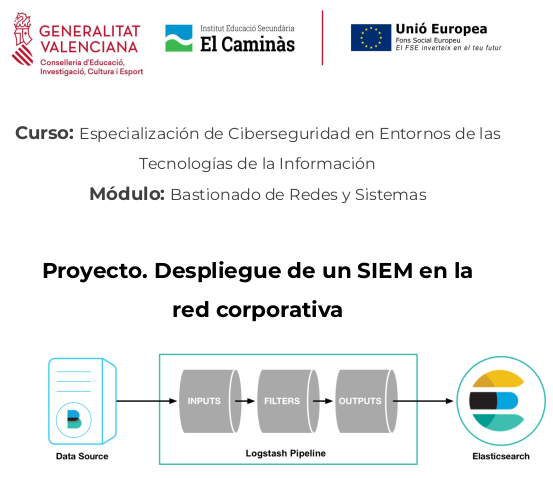 GENERALITAT
VALENCIANA
Conselleria d'Educació,
Investigació, Cultura i Esport
Institut Educació Secundària
El Caminàs
Unió Europea
Fons Social Europeu
El FSE inverteix en el teu futur
Curso: Especialización de Ciberseguridad en Entornos de las
Tecnologías de la Información
Módulo: Bastionado de Redes y Sistemas
Proyecto. Despliegue de un SIEM en la
red corporativa
INPUTS
FILTERS
OUTPUTS
Data Source
Logstash Pipeline
Elasticsearch